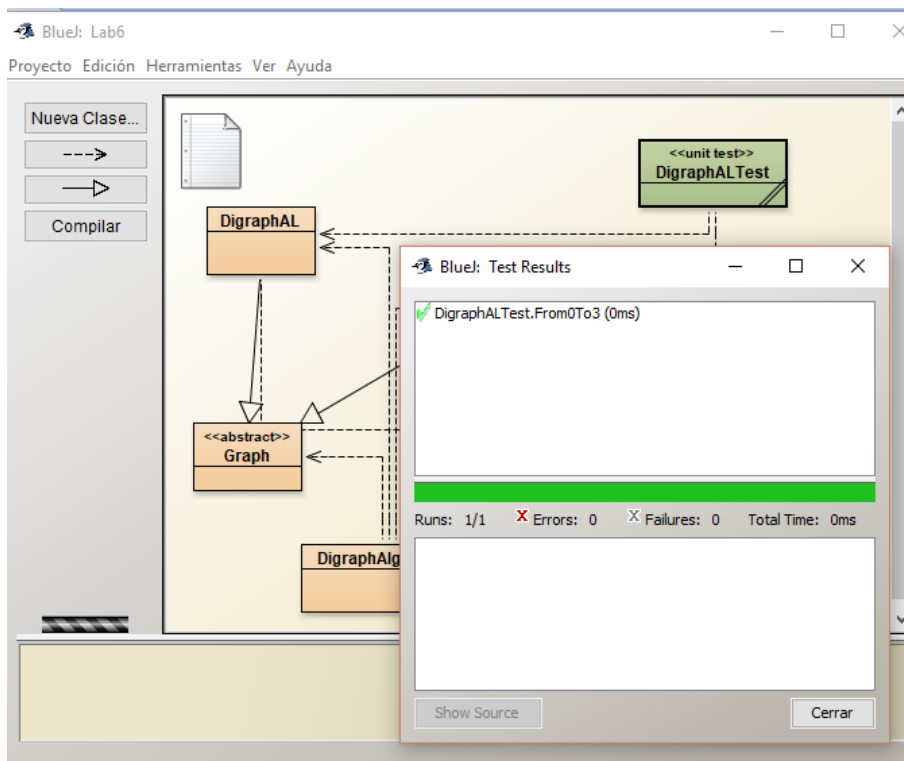 BlueJ: Lab6
Proyecto Edición Herramientas Ver Ayuda
Nueva Clase...
Compilar
<<unit test>>
DigraphALTest
DigraphAL
<<abstract>>
Graph
DigraphAlg
BlueJ: Test Results
DigraphALTest.From0To3 (0ms)
Runs: 1/1 X Errors: 0 X Failures: 0 Total Time: 0ms
Show Source
Cerrar